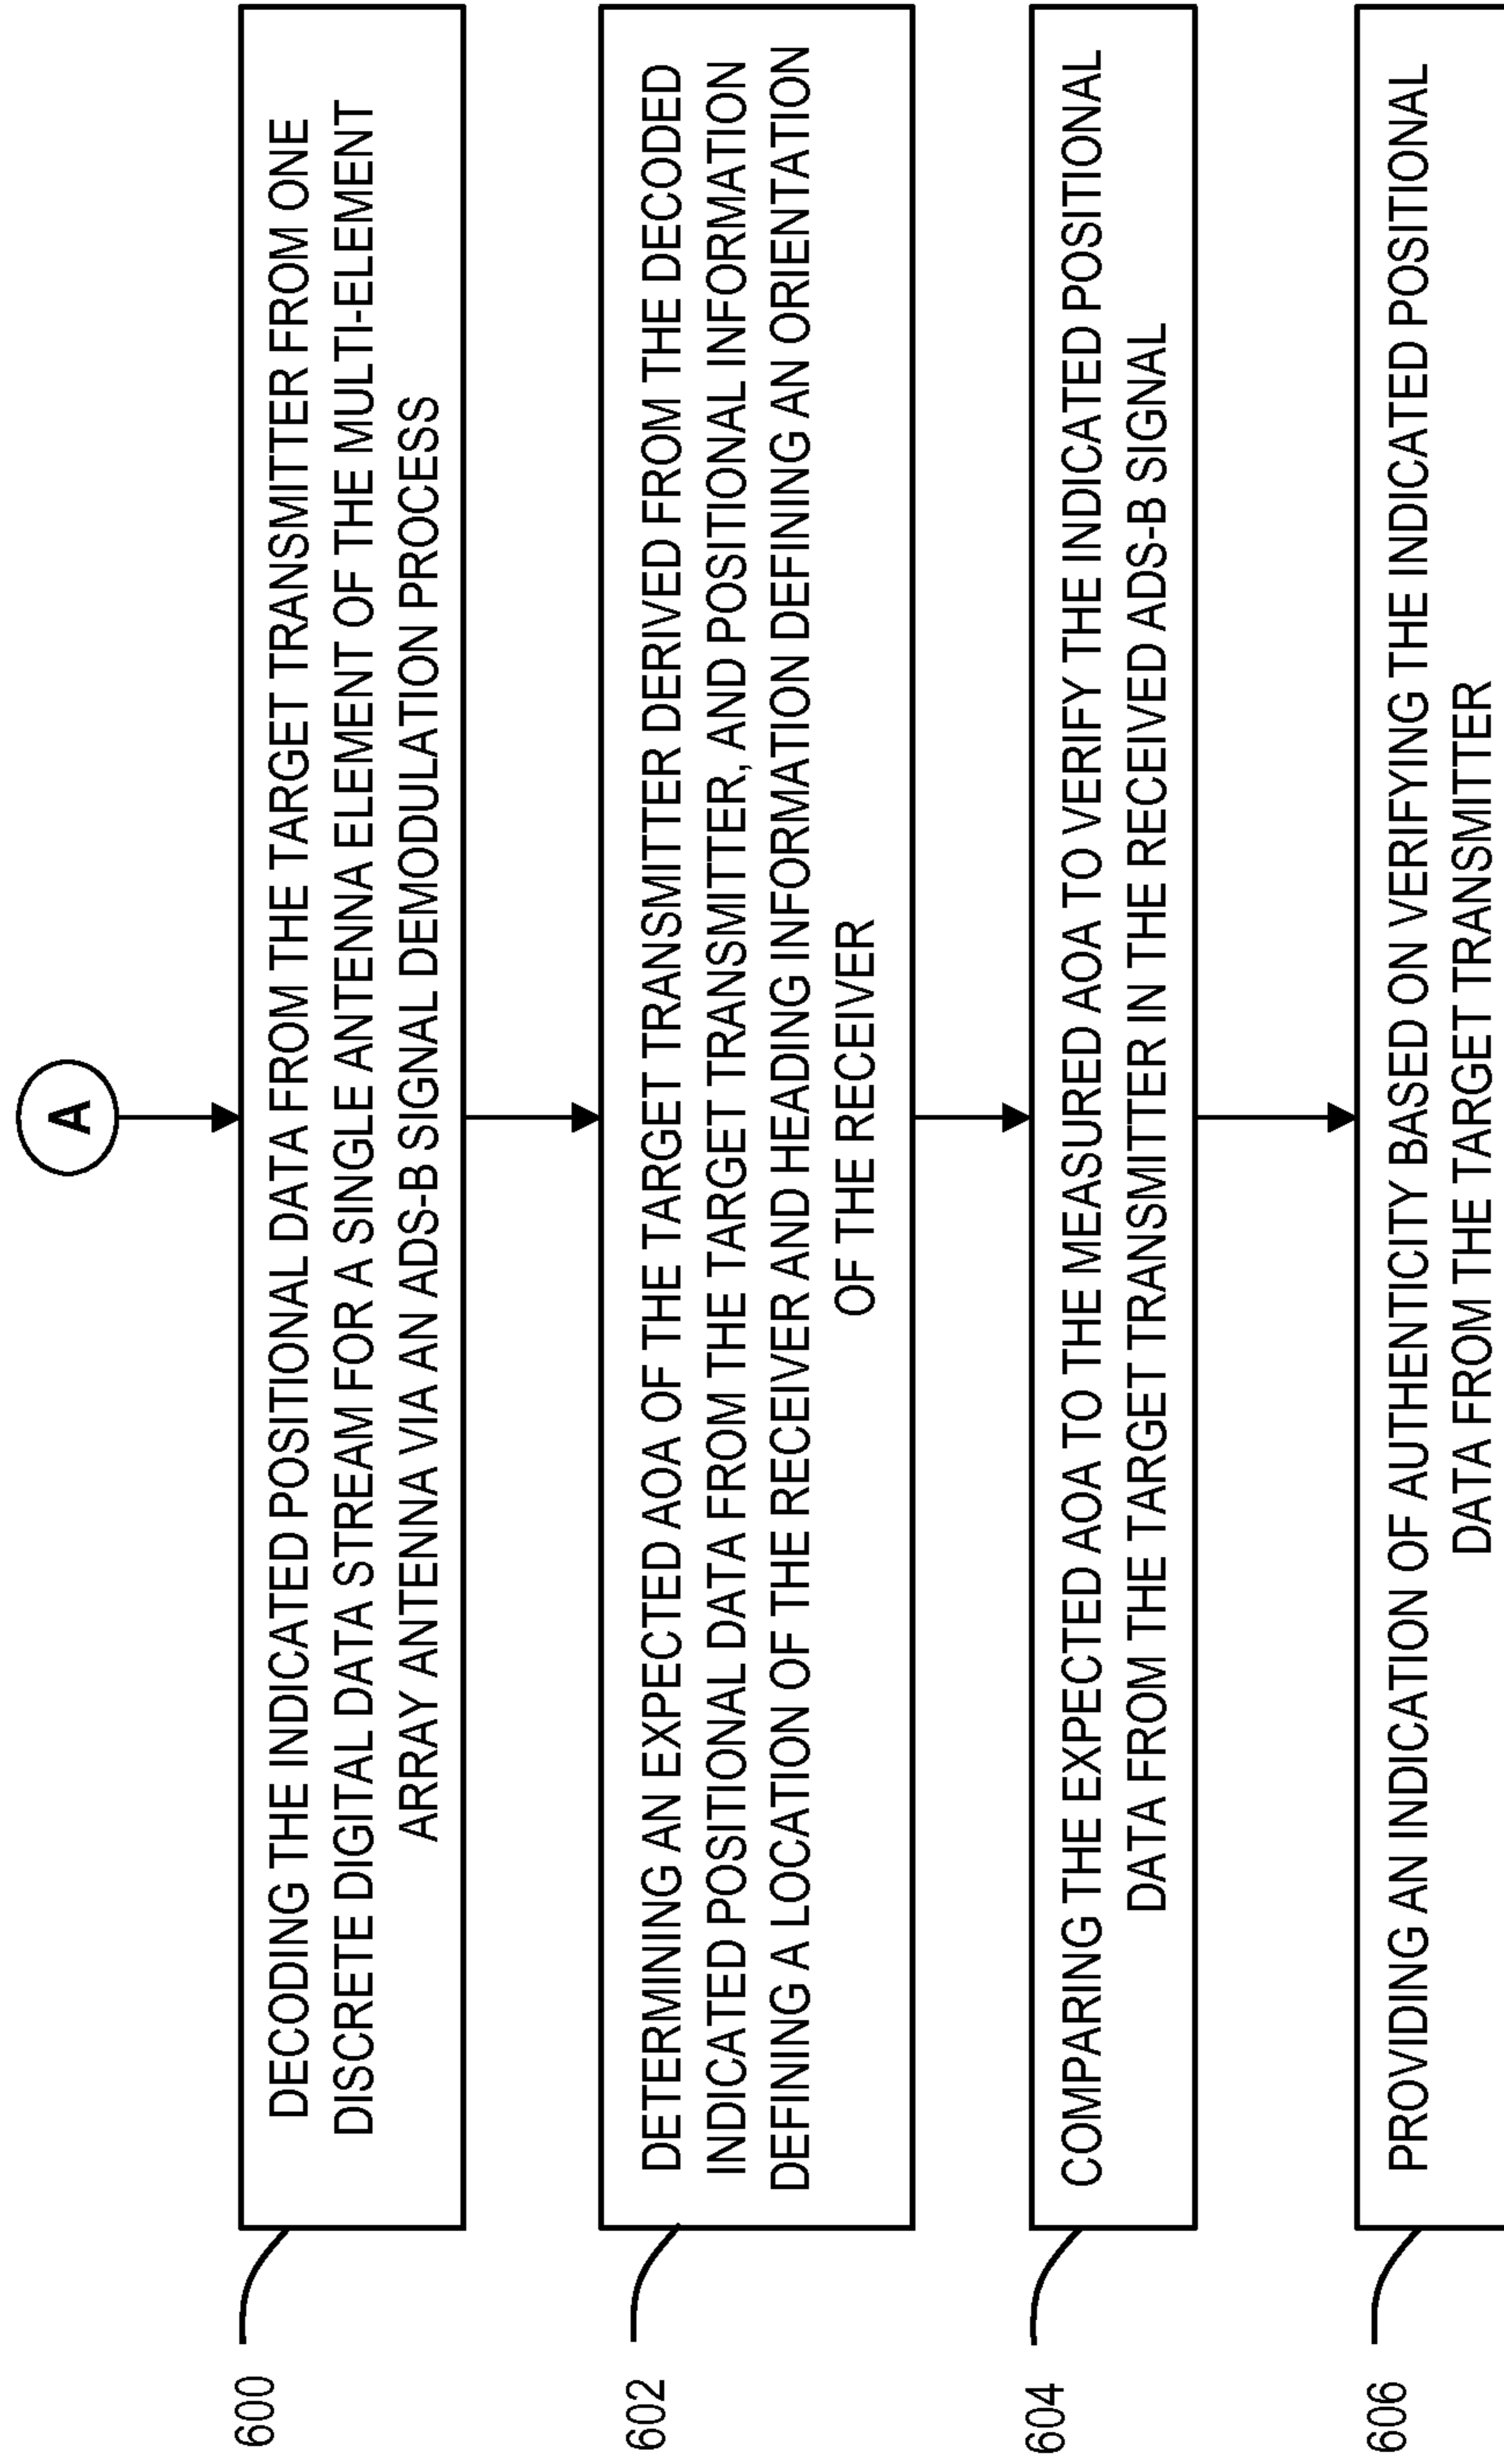 A
600
DECODING THE INDICATED POSITIONAL DATA FROM THE TARGET TRANSMITTER FROM ONE
DISCRETE DIGITAL DATA STREAM FOR A SINGLE ANTENNA ELEMENT OF THE MULTI-ELEMENT
ARRAY ANTENNA VIA AN ADS-B SIGNAL DEMODULATION PROCESS
602
DETERMINING AN EXPECTED AOA OF THE TARGET TRANSMITTER DERIVED FROM THE DECODED
INDICATED POSITIONAL DATA FROM THE TARGET TRANSMITTER, AND POSITIONAL INFORMATION
DEFINING A LOCATION OF THE RECEIVER AND HEADING INFORMATION DEFINING AN ORIENTATION
OF THE RECEIVER
604
COMPARING THE EXPECTED AOA TO THE MEASURED AOA TO VERIFY THE INDICATED POSITIONAL
DATA FROM THE TARGET TRANSMITTER IN THE RECEIVED ADS-B SIGNAL
606
PROVIDING AN INDICATION OF AUTHENTICITY BASED ON VERIFYING THE INDICATED POSITIONAL
DATA FROM THE TARGET TRANSMITTER